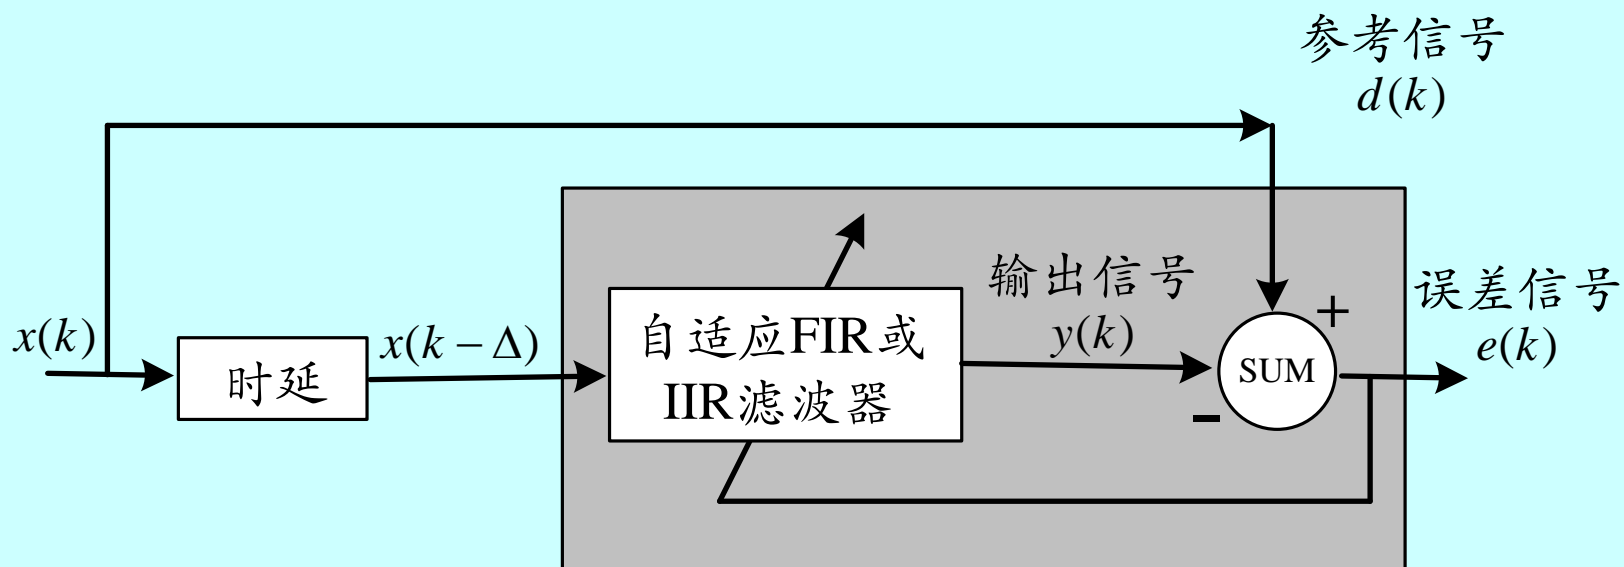 参考信号
d(k)
x(k)
时延
x(k − Δ)
自适应FIR或
IIR滤波器
输出信号
y(k)
+
SUM
-
误差信号
e(k)